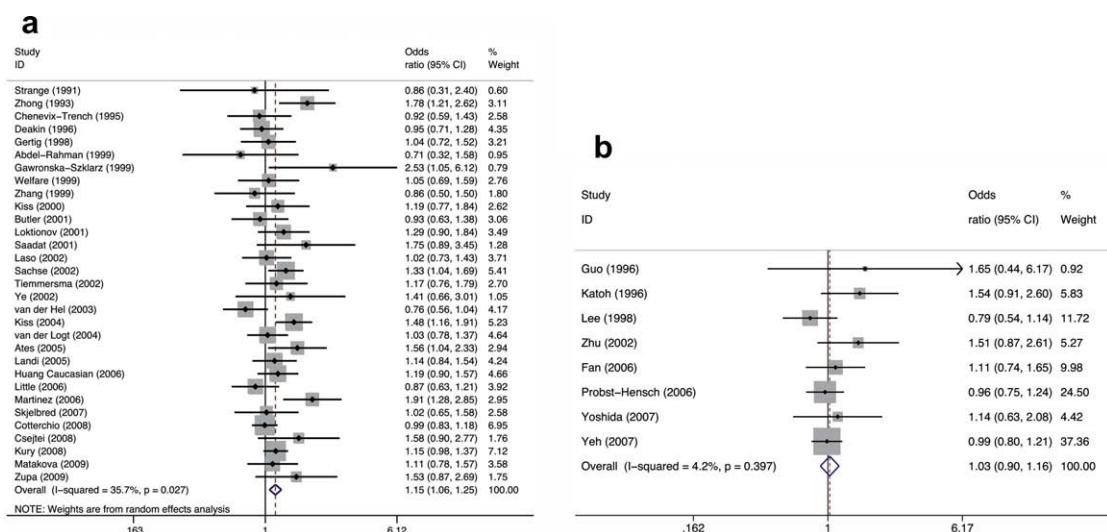 a
Study Odds %
ID ratio (95% CI) Weight
Strange (1991) 0.86 (0.31, 2.40) 0.60
Zhong (1993) 1.78 (1.21, 2.62) 3.11
Chenevix-Trench (1995) 0.92 (0.59, 1.43) 2.58
Deakin (1996) 0.95 (0.71, 1.28) 4.35
Gertig (1998) 1.04 (0.72, 1.52) 3.21
Abdel-Rahman (1999) 0.71 (0.32, 1.58) 0.95
Gawronska-Szklarz (1999) 2.53 (1.05, 6.12) 0.79
Welfare (1999) 1.05 (0.69, 1.59) 2.76
Zhang (1999) 0.86 (0.50, 1.50) 1.80
Kiss (2000) 1.19 (0.77, 1.84) 2.62
Butler (2001) 0.93 (0.63, 1.38) 3.06
Loktionov (2001) 1.29 (0.90, 1.84) 3.49
Saadat (2001) 1.75 (0.89, 3.45) 1.28
Laso (2002) 1.02 (0.73, 1.43) 3.71
Sachse (2002) 1.33 (1.04, 1.69) 5.41
Tiemmersma (2002) 1.17 (0.76, 1.79) 2.70
Ye (2002) 1.41 (0.66, 3.01) 1.05
van der Hel (2003) 0.76 (0.56, 1.04) 4.17
Kiss (2004) 1.48 (1.16, 1.91) 5.23
van der Logt (2004) 1.03 (0.78, 1.37) 4.64
Ates (2005) 1.56 (1.04, 2.33) 2.94
Landi (2005) 1.14 (0.84, 1.54) 4.24
Huang Caucasian (2006) 1.19 (0.90, 1.57) 4.66
Little (2006) 0.87 (0.63, 1.21) 3.92
Martinez (2006) 1.91 (1.28, 2.85) 2.95
Skjelbred (2007) 1.02 (0.65, 1.58) 2.58
Cotterchio (2008) 0.99 (0.83, 1.18) 6.95
Csejtei (2008) 1.58 (0.90, 2.77) 1.76
Kury (2008) 1.15 (0.98, 1.37) 7.12
Matakova (2009) 1.11 (0.78, 1.57) 3.58
Zupa (2009) 1.53 (0.87, 2.69) 1.75
Overall (I-squared = 35.7%, p = 0.027) 1.15 (1.06, 1.25) 100.00
NOTE: Weights are from random effects analysis
.163 1 6.12
b
Study Odds %
ID ratio (95% CI) Weight
Guo (1996) 1.65 (0.44, 6.17) 0.92
Katoh (1996) 1.54 (0.91, 2.60) 5.83
Lee (1998) 0.79 (0.54, 1.14) 11.72
Zhu (2002) 1.51 (0.87, 2.61) 5.27
Fan (2006) 1.11 (0.74, 1.65) 9.98
Probst-Hensch (2006) 0.96 (0.75, 1.24) 24.50
Yoshida (2007) 1.14 (0.63, 2.08) 4.42
Yeh (2007) 0.99 (0.80, 1.21) 37.36
Overall (I-squared = 4.2%, p = 0.397) 1.03 (0.90, 1.16) 100.00
.162 1 6.17